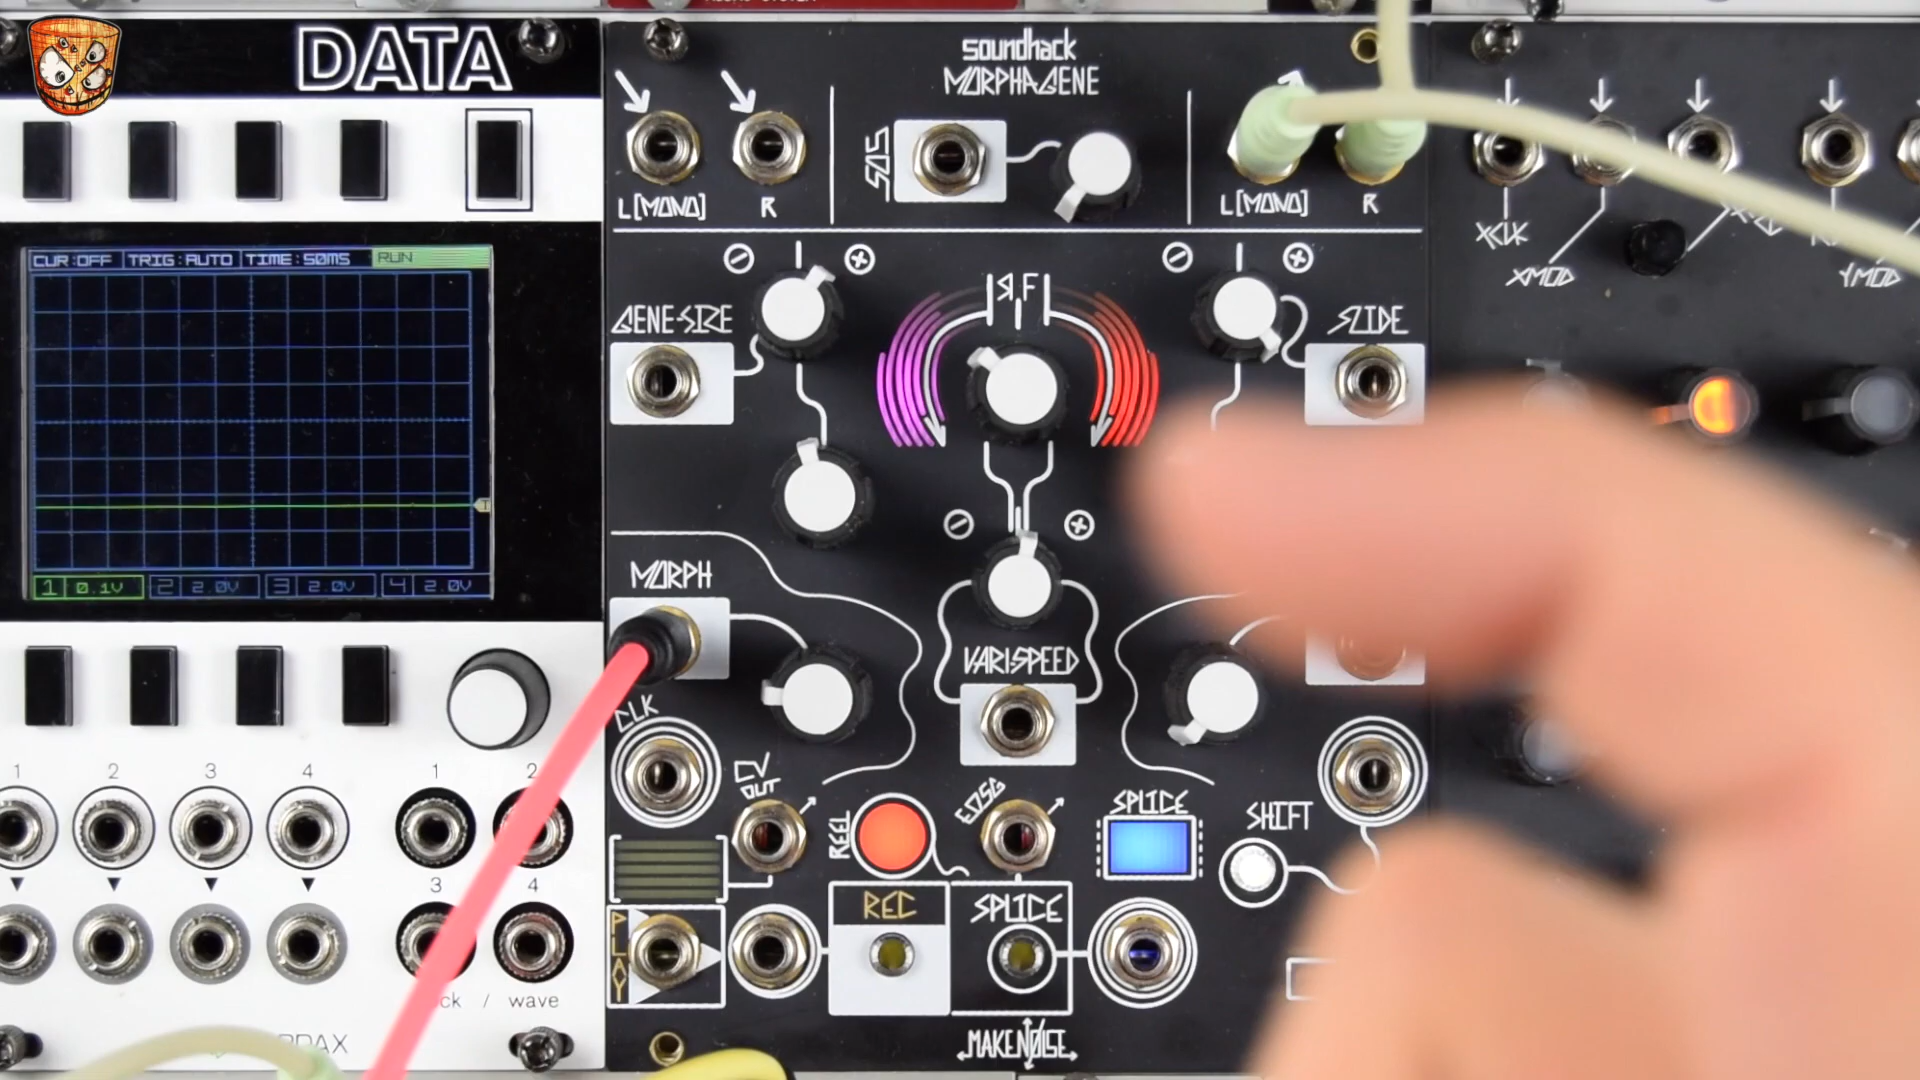 DATA
CUR:OFF TRIG:AUTO TIME:50MS RUN
1 0.1V 2 2.0V 3 2.0V 4 2.0V
1 2 3 4 1 2
3 4
/ wave
soundhack
MORPHAGENE
L[MONO] R
SOS
L[MONO] R
GENE-SIZE
SLIDE
MORPH
VARI-SPEED
CLK
CV OUT
REEL
EOSG
SPLICE
SHIFT
PLAY
REC
SPLICE
MAKENOISE
XCLK
XMOD
YMOD